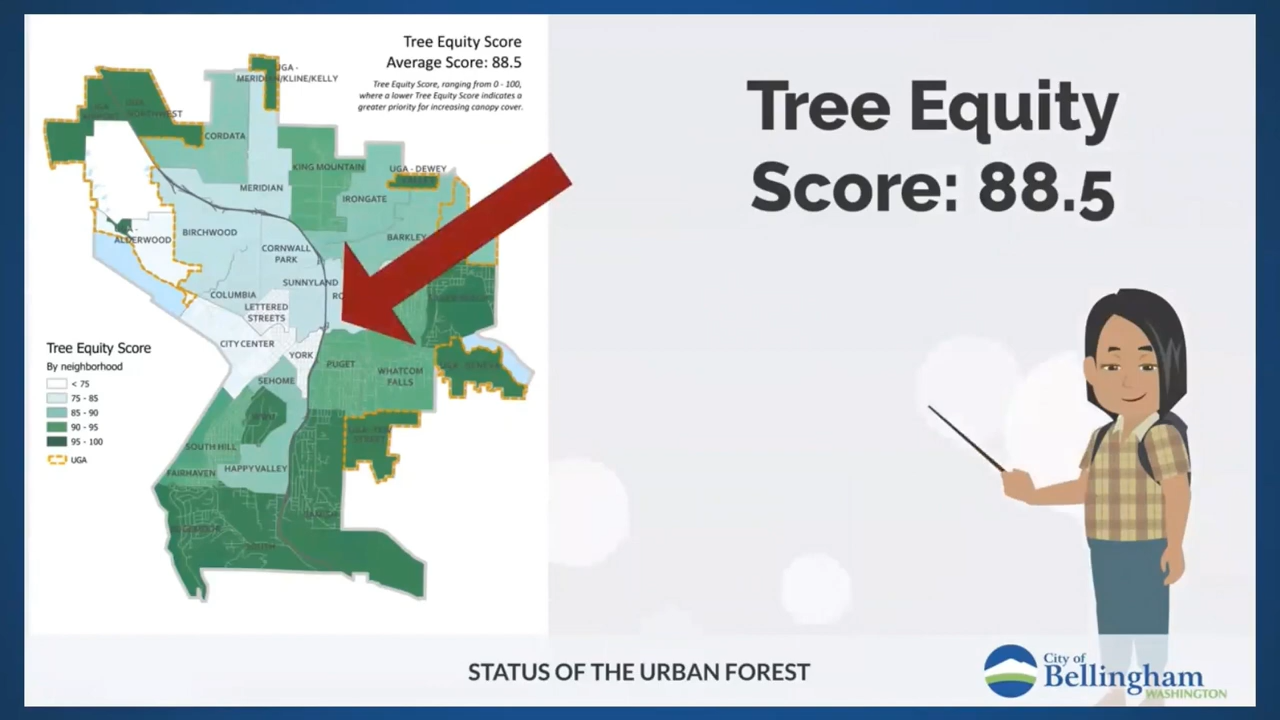 Tree Equity Score
Average Score: 88.5
Tree Equity Score, ranging from 0 - 100,
where a lower Tree Equity Score indicates a
greater priority for increasing canopy cover.
Tree Equity
Score: 88.5
UGA -
MERIDIAN/KLINE/KELLY
NORTHWEST
CORDATA
KING MOUNTAIN
UGA - DEWEY
MERIDIAN
IRONGATE
BIRCHWOOD
ALDERWOOD
BARKLEY
CORNWALL
PARK
SUNNYLAND
COLUMBIA
LETTERED
STREETS
CITY CENTER
YORK
PUGET
WHATCOM
FALLS
SEHOME
SOUTH HILL
FAIRHAVEN
HAPPY VALLEY
SOUTH
Tree Equity Score
By neighborhood
< 75
75 - 85
85 - 90
90 - 95
95 - 100
UGA
STATUS OF THE URBAN FOREST
City of
Bellingham
WASHINGTON